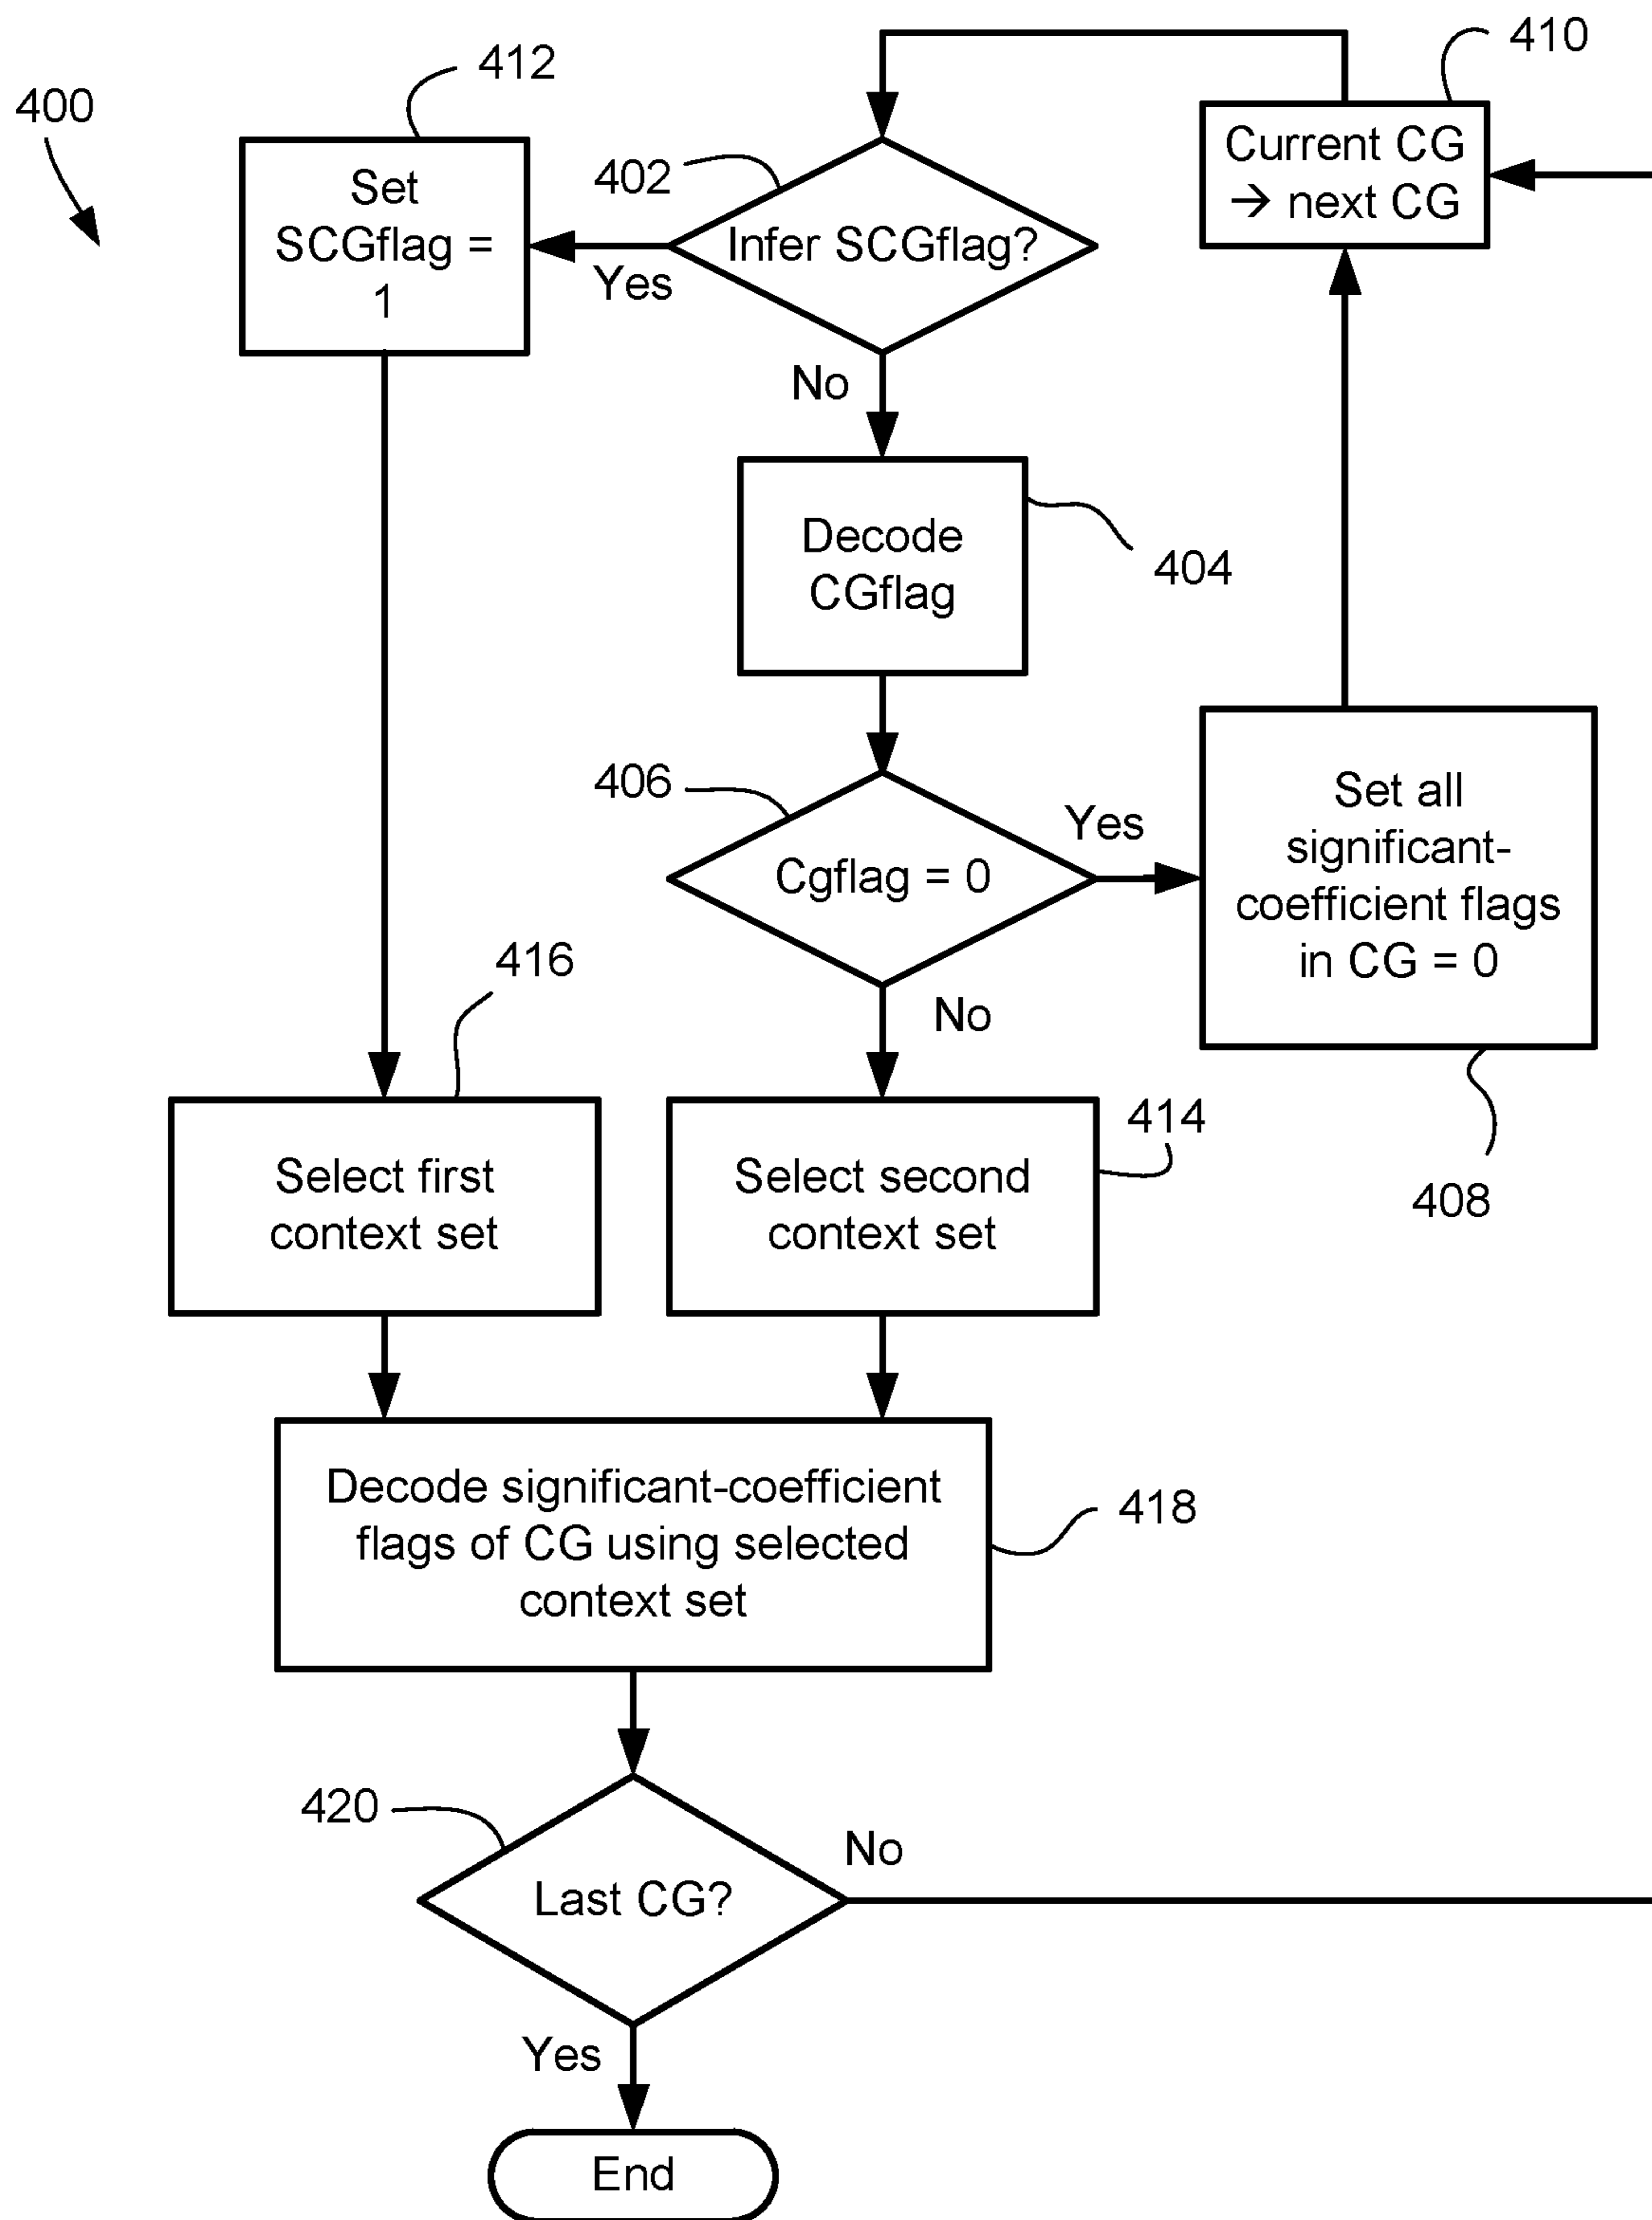 410
412
400
Current CG
→ next CG
Set
SCGflag =
1
402
Infer SCGflag?
Yes
No
Decode
CGflag
404
406
Yes
Cgflag = 0
Set all
significant-
coefficient flags
in CG = 0
416
No
414
Select first
context set
Select second
context set
408
Decode significant-coefficient
flags of CG using selected
context set
418
420
No
Last CG?
Yes
End